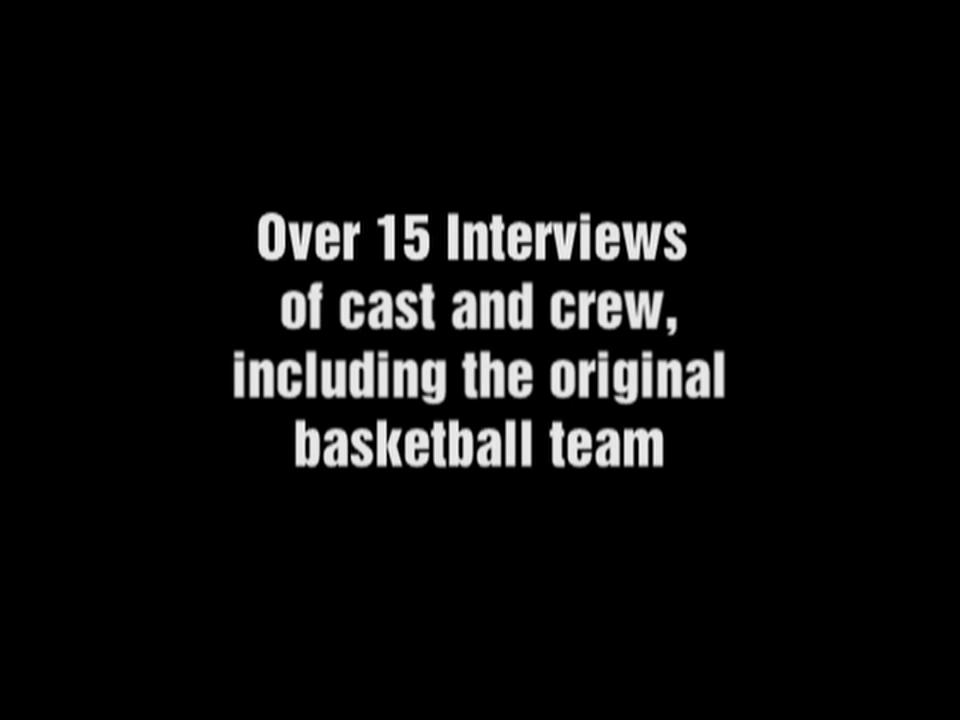 Over 15 Interviews
of cast and crew,
including the original
basketball team